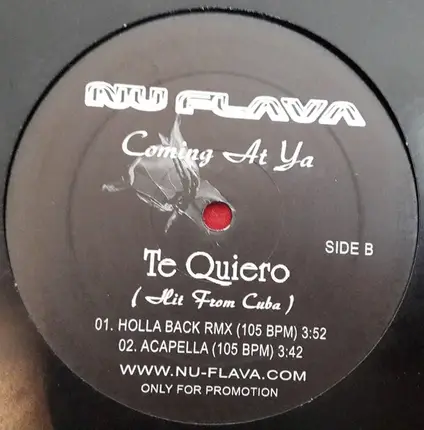 NU FLAVA
Coming At Ya
SIDE B
Te Quiero
( Hit From Cuba )
01. HOLLA BACK RMX (105 BPM) 3:52
02. ACAPELLA (105 BPM) 3:42
WWW.NU-FLAVA.COM
ONLY FOR PROMOTION